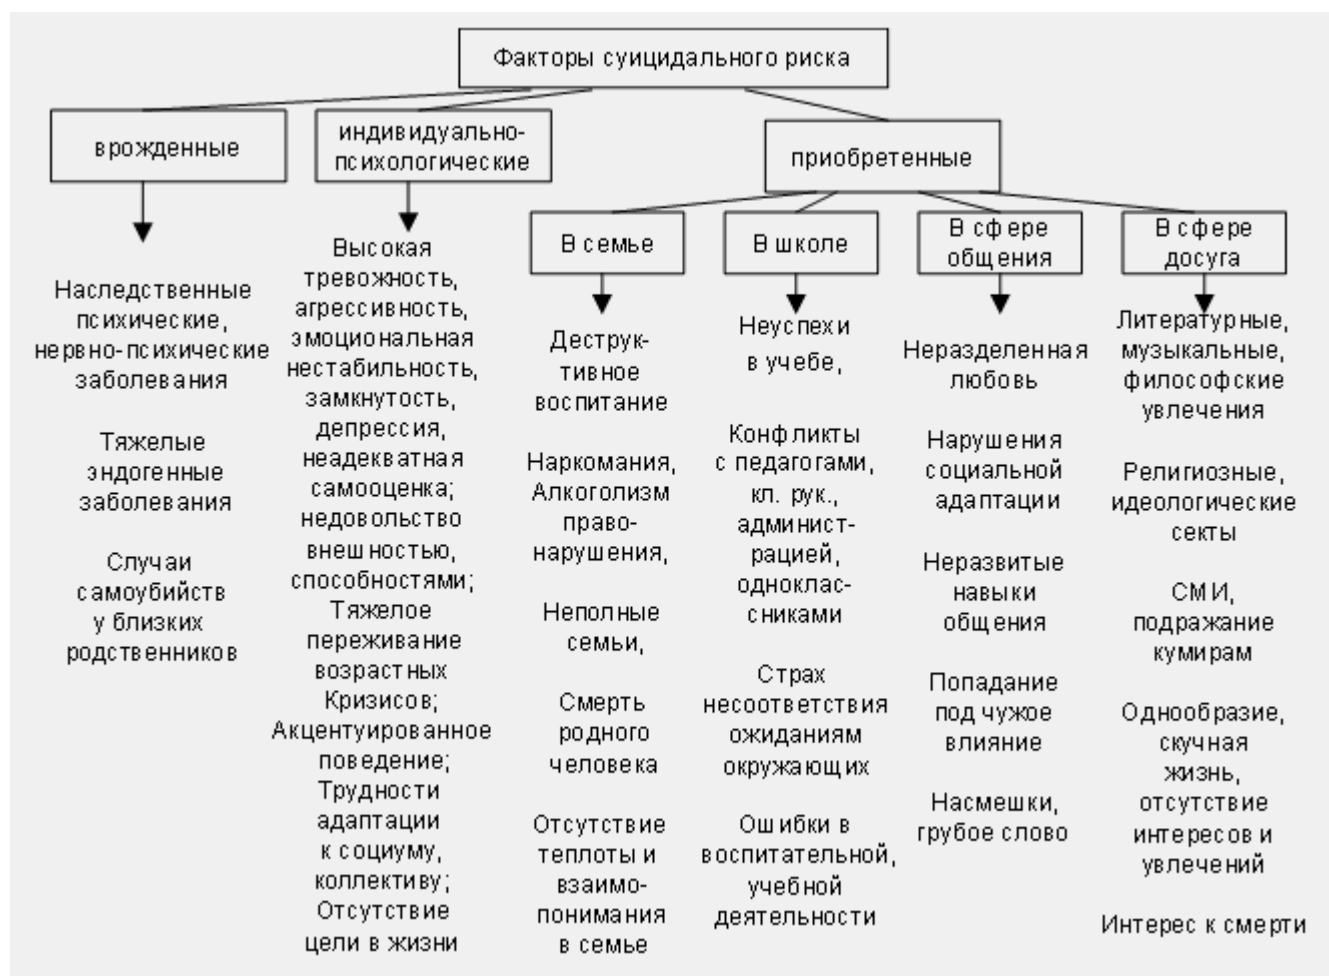 Факторы суицидального риска
врожденные
индивидуально-
психологические
приобретенные
В семье
В школе
В сфере
общения
В сфере
досуга
Наследственные
психические,
нервно-психические
заболевания
Тяжелые
эндогенные
заболевания
Случаи
самоубийств
у близких
родственников
Высокая
тревожность,
агрессивность,
эмоциональная
нестабильность,
замкнутость,
депрессия,
неадекватная
самооценка;
недовольство
внешностью,
способностями;
Тяжелое
переживание
возрастных
Кризисов;
Акцентуированное
поведение;
Трудности
адаптации
к социуму,
коллективу;
Отсутствие
цели в жизни
Деструк-
тивное
воспитание
Наркомания,
Алкоголизм
право-
нарушения,
Неполные
семьи,
Смерть
родного
человека
Отсутствие
теплоты и
взаимо-
понимания
в семье
Неуспехи
в учебе,
Конфликты
с педагогами,
кл. рук.,
админист-
рацией,
одноклас-
сниками
Страх
несоответствия
ожиданиям
окружающих
Ошибки в
воспитательной,
учебной
деятельности
Неразделенная
любовь
Нарушения
социальной
адаптации
Неразвитые
навыки
общения
Попадание
под чужое
влияние
Насмешки,
грубое слово
Литературные,
музыкальные,
философские
увлечения
Религиозные,
идеологические
секты
СМИ,
подражание
кумирам
Однообразие,
скучная
жизнь,
отсутствие
интересов и
увлечений
Интерес к смерти